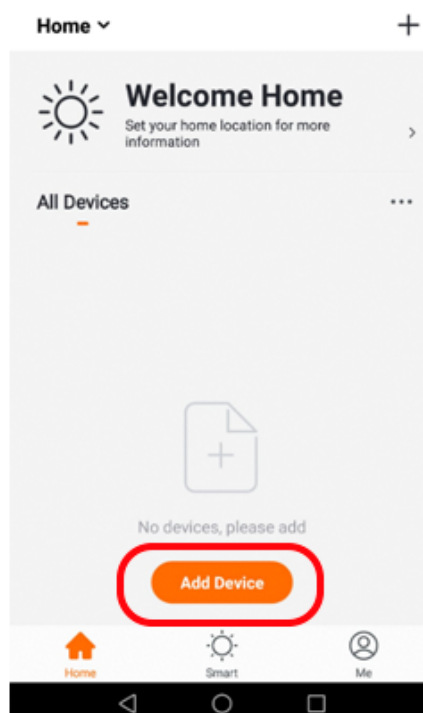 Home
Welcome Home
Set your home location for more
information
All Devices
No devices, please add
Add Device
Home
Smart
Me